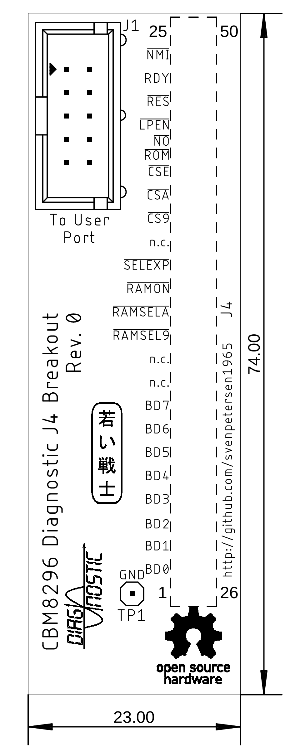 J1
25 50
NMI
RDY
RES
LPEN
NO
ROM
CSE
CSA
CS9
n.c.
SELEXP
RAMON
RAMSELA
RAMSEL9
n.c.
n.c.
BD7
BD6
BD5
BD4
BD3
BD2
BD1
BD0
1 26
To User
Port
J4
74.00
CBM8296 Diagnostic J4 Breakout
Rev. 0
若い戦士
http://github.com/svenpetersen1965
DIAGNOSTIC
GND
TP1
open source
hardware
23.00